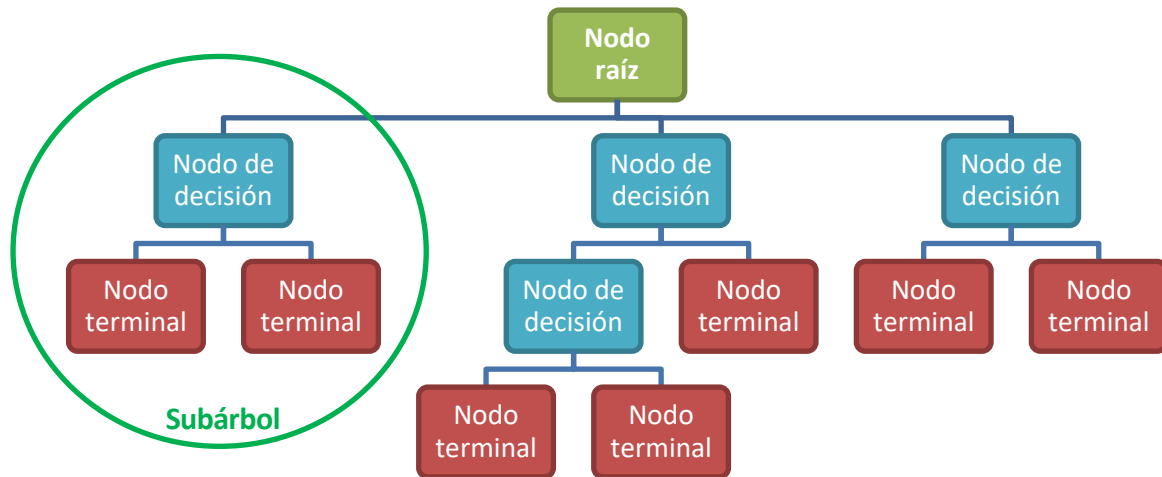 Nodo
raíz
Nodo de
decisión
Nodo de
decisión
Nodo de
decisión
Nodo
terminal
Nodo
terminal
Nodo de
decisión
Nodo
terminal
Nodo
terminal
Nodo
terminal
Subárbol
Nodo
terminal
Nodo
terminal